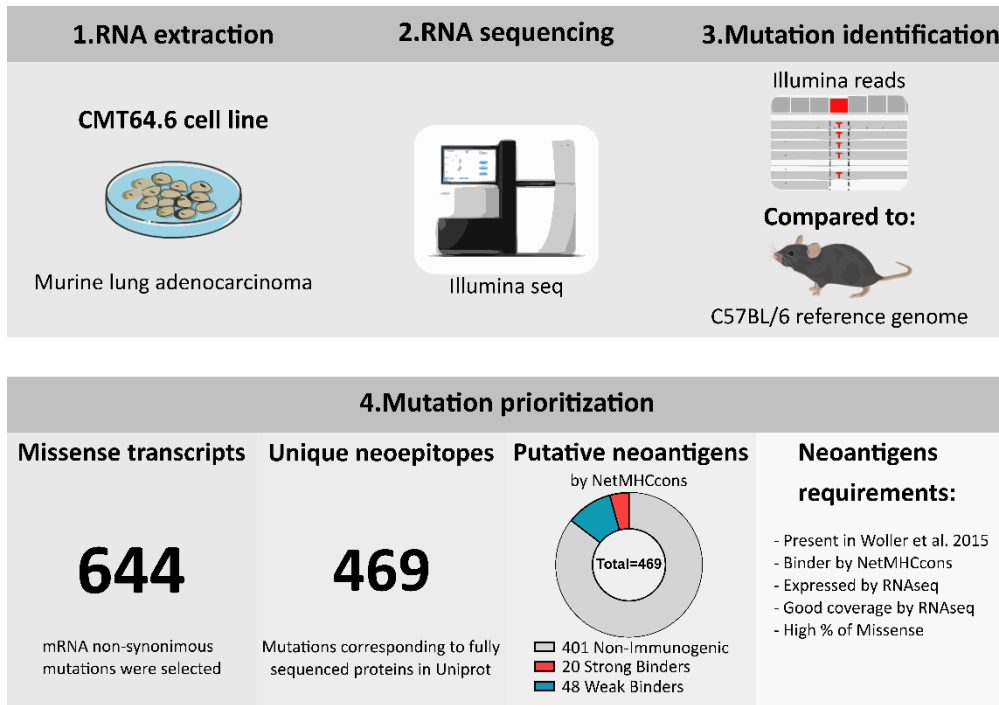 1.RNA extraction
2.RNA sequencing
3.Mutation identification
CMT64.6 cell line
Murine lung adenocarcinoma
Illumina seq
Illumina reads
T
T
T
T
T
Compared to:
C57BL/6 reference genome
4.Mutation prioritization
Missense transcripts
644
mRNA non-synonimous
mutations were selected
Unique neoepitopes
469
Mutations corresponding to fully
sequenced proteins in Uniprot
Putative neoantigens
by NetMHCcons
Total=469
401 Non-Immunogenic
20 Strong Binders
48 Weak Binders
Neoantigens
requirements:
- Present in Woller et al. 2015
- Binder by NetMHCcons
- Expressed by RNAseq
- Good coverage by RNAseq
- High % of Missense